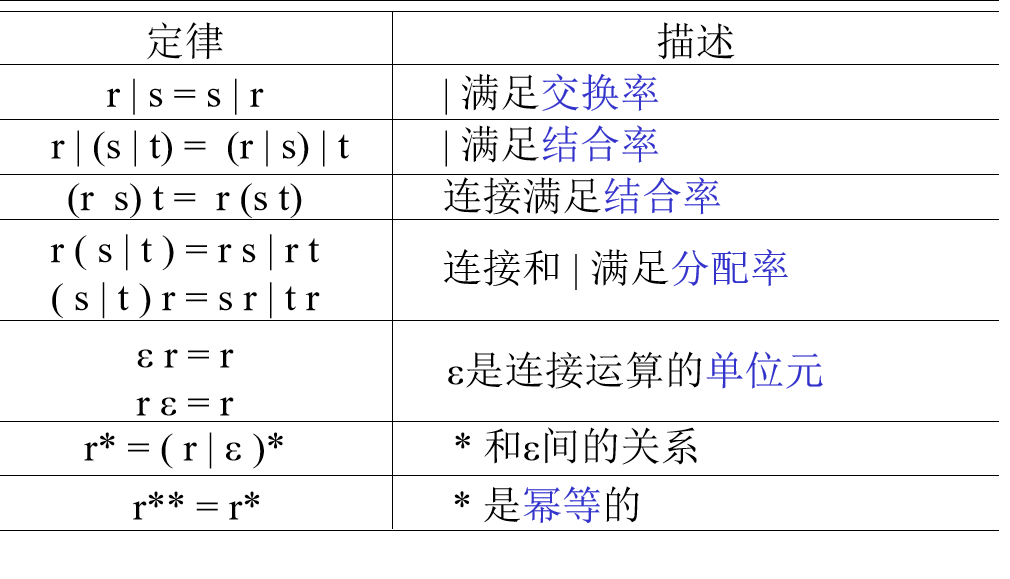 定律 描述
r | s = s | r | 满足交换率
r | (s | t) = (r | s) | t | 满足结合率
(r s) t = r (s t) 连接满足结合率
r ( s | t ) = r s | r t
( s | t ) r = s r | t r
连接和 | 满足分配率
ε r = r
r ε = r
ε是连接运算的单位元
r* = ( r | ε )* * 和ε间的关系
r** = r* * 是幂等的